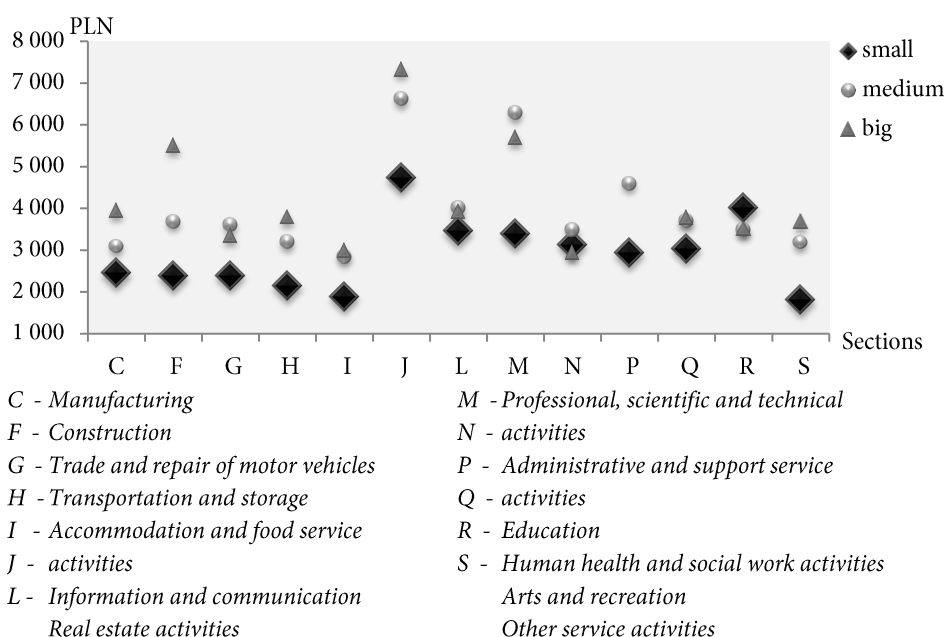 PLN
8 000
7 000
6 000
5 000
4 000
3 000
2 000
1 000
small
medium
big
Sections
C F G H I J L M N P Q R S
C - Manufacturing
F - Construction
G - Trade and repair of motor vehicles
H - Transportation and storage
I - Accommodation and food service
J - activities
L - Information and communication
Real estate activities
M - Professional, scientific and technical
N - activities
P - Administrative and support service
Q - activities
R - Education
S - Human health and social work activities
Arts and recreation
Other service activities